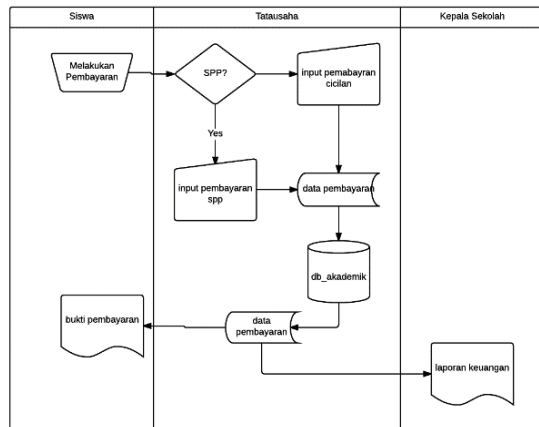 Siswa
Tatausaha
Kepala Sekolah
Melakukan
Pembayaran
SPP?
input pemabayran
cicilan
Yes
input pembayaran
spp
data pembayaran
db_akademik
bukti pembayaran
data
pembayaran
laporan keuangan